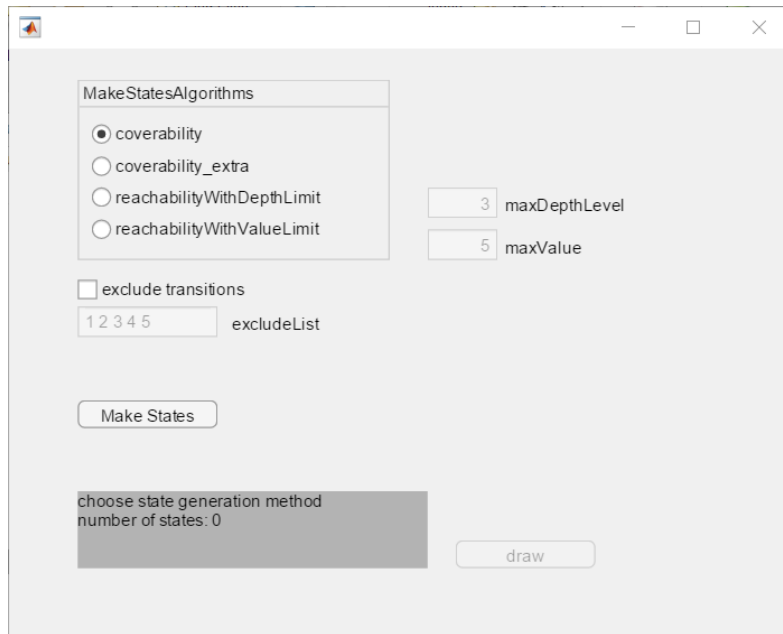 MakeStatesAlgorithms
coverability
coverability_extra
reachabilityWithDepthLimit
reachabilityWithValueLimit
3 maxDepthLevel
5 maxValue
exclude transitions
1 2 3 4 5 excludeList
Make States
choose state generation method
number of states: 0
draw